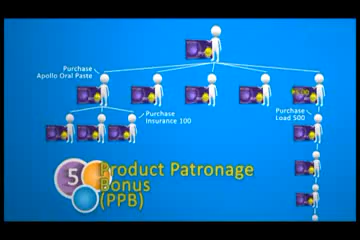 Purchase
Apollo Oral Paste
Purchase
Insurance 100
Purchase
Load 500
5
Product Patronage
Bonus
(PPB)